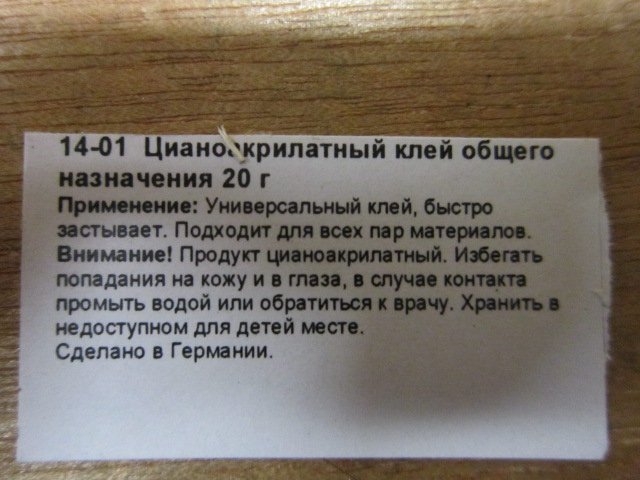 14-01 Цианоакрилатный клей общего
назначения 20 г
Применение: Универсальный клей, быстро
застывает. Подходит для всех пар материалов.
Внимание! Продукт цианоакрилатный. Избегать
попадания на кожу и в глаза, в случае контакта
промыть водой или обратиться к врачу. Хранить в
недоступном для детей месте.
Сделано в Германии.